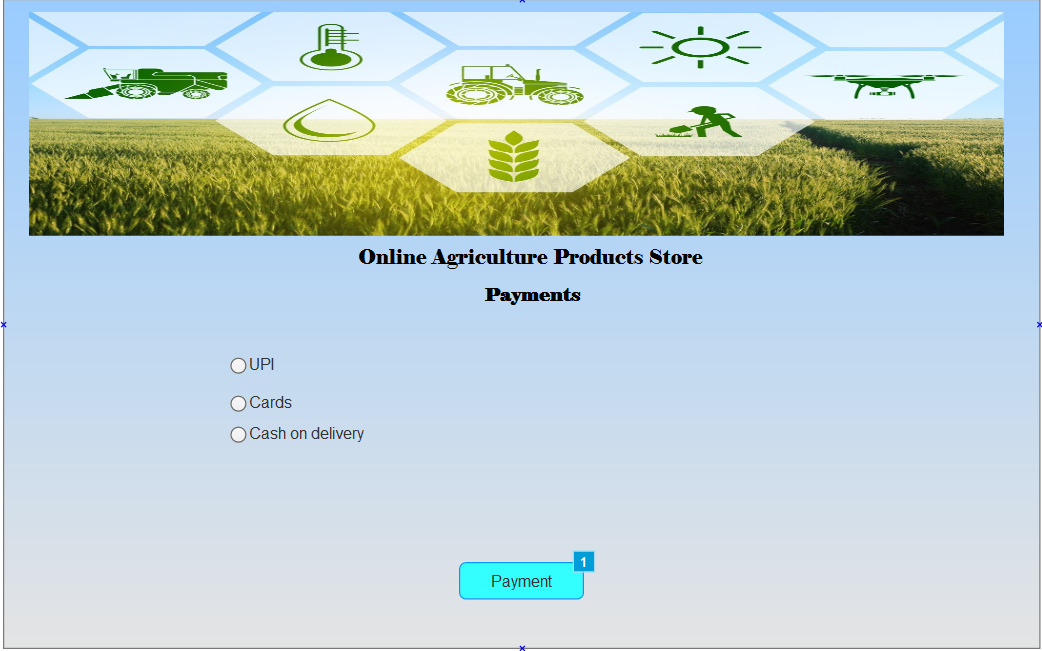 Online Agriculture Products Store
Payments
UPI
Cards
Cash on delivery
1
Payment